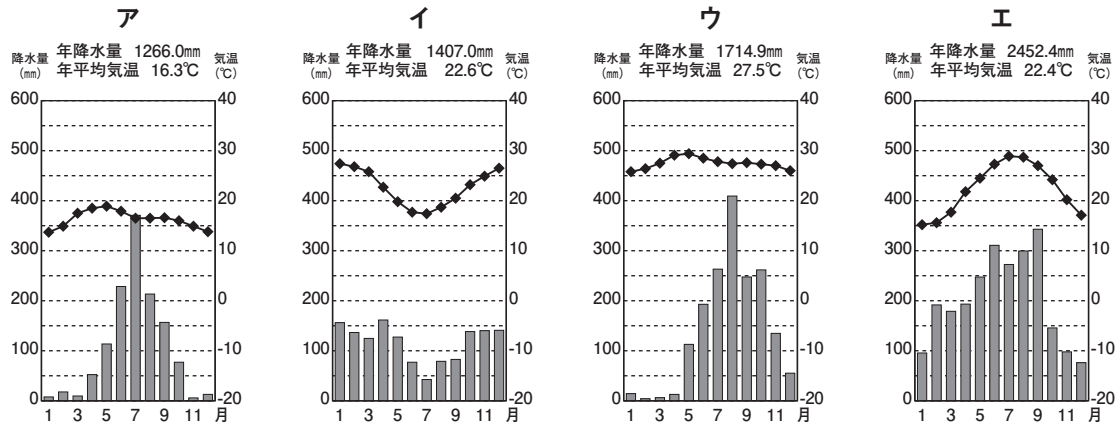 ア
降水量
（㎜）
年降水量 1266.0㎜
年平均気温 16.3℃
気温
（℃）
600
500
400
300
200
100
0
40
30
20
10
0
-10
-20
1 3 5 7 9 11 月
イ
降水量
（㎜）
年降水量 1407.0㎜
年平均気温 22.6℃
気温
（℃）
600
500
400
300
200
100
0
40
30
20
10
0
-10
-20
1 3 5 7 9 11 月
ウ
降水量
（㎜）
年降水量 1714.9㎜
年平均気温 27.5℃
気温
（℃）
600
500
400
300
200
100
0
40
30
20
10
0
-10
-20
1 3 5 7 9 11 月
エ
降水量
（㎜）
年降水量 2452.4㎜
年平均気温 22.4℃
気温
（℃）
600
500
400
300
200
100
0
40
30
20
10
0
-10
-20
1 3 5 7 9 11 月